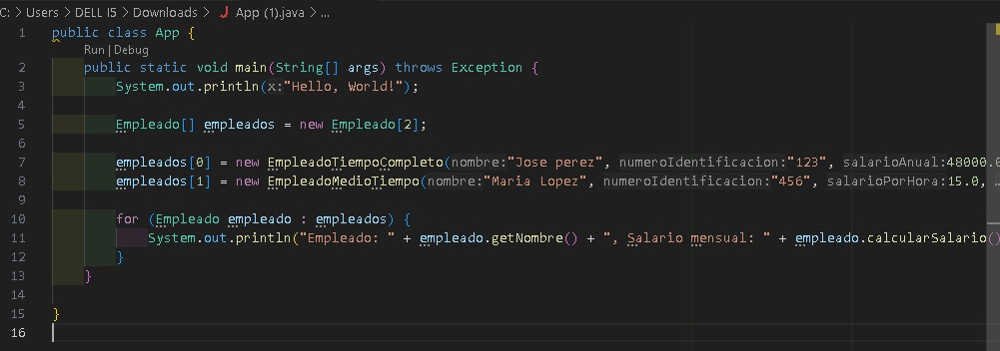 C: > Users > DELL I5 > Downloads > J App (1).java > ...
1 public class App {
Run | Debug
2 public static void main(String[] args) throws Exception {
3 System.out.println(x:"Hello, World!");
4
5 Empleado[] empleados = new Empleado[2];
6
7 empleados[0] = new EmpleadoTiempoCompleto(nombre:"Jose perez", numeroIdentificacion:"123", salarioAnual:48000.0
8 empleados[1] = new EmpleadoMedioTiempo(nombre:"Maria Lopez", numeroIdentificacion:"456", salarioPorHora:15.0, …
9
10 for (Empleado empleado : empleados) {
11 System.out.println("Empleado: " + empleado.getNombre() + ", Salario mensual: " + empleado.calcularSalario()
12 }
13 }
14
15 }
16